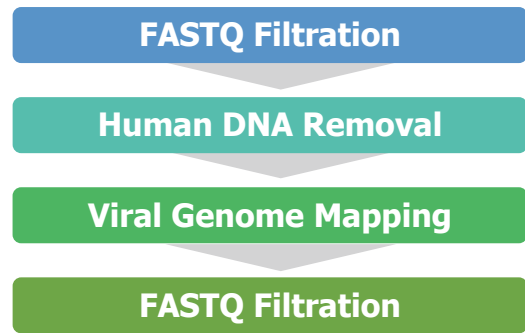 FASTQ Filtration
Human DNA Removal
Viral Genome Mapping
FASTQ Filtration